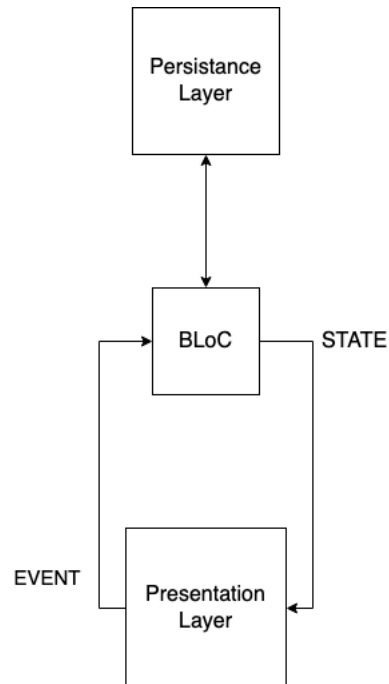 Persistance
Layer
BLoC
STATE
EVENT
Presentation
Layer